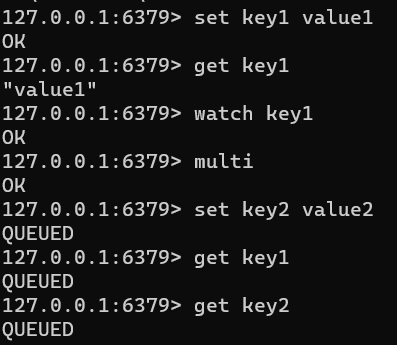 127.0.0.1:6379> set key1 value1
OK
127.0.0.1:6379> get key1
"value1"
127.0.0.1:6379> watch key1
OK
127.0.0.1:6379> multi
OK
127.0.0.1:6379> set key2 value2
QUEUED
127.0.0.1:6379> get key1
QUEUED
127.0.0.1:6379> get key2
QUEUED